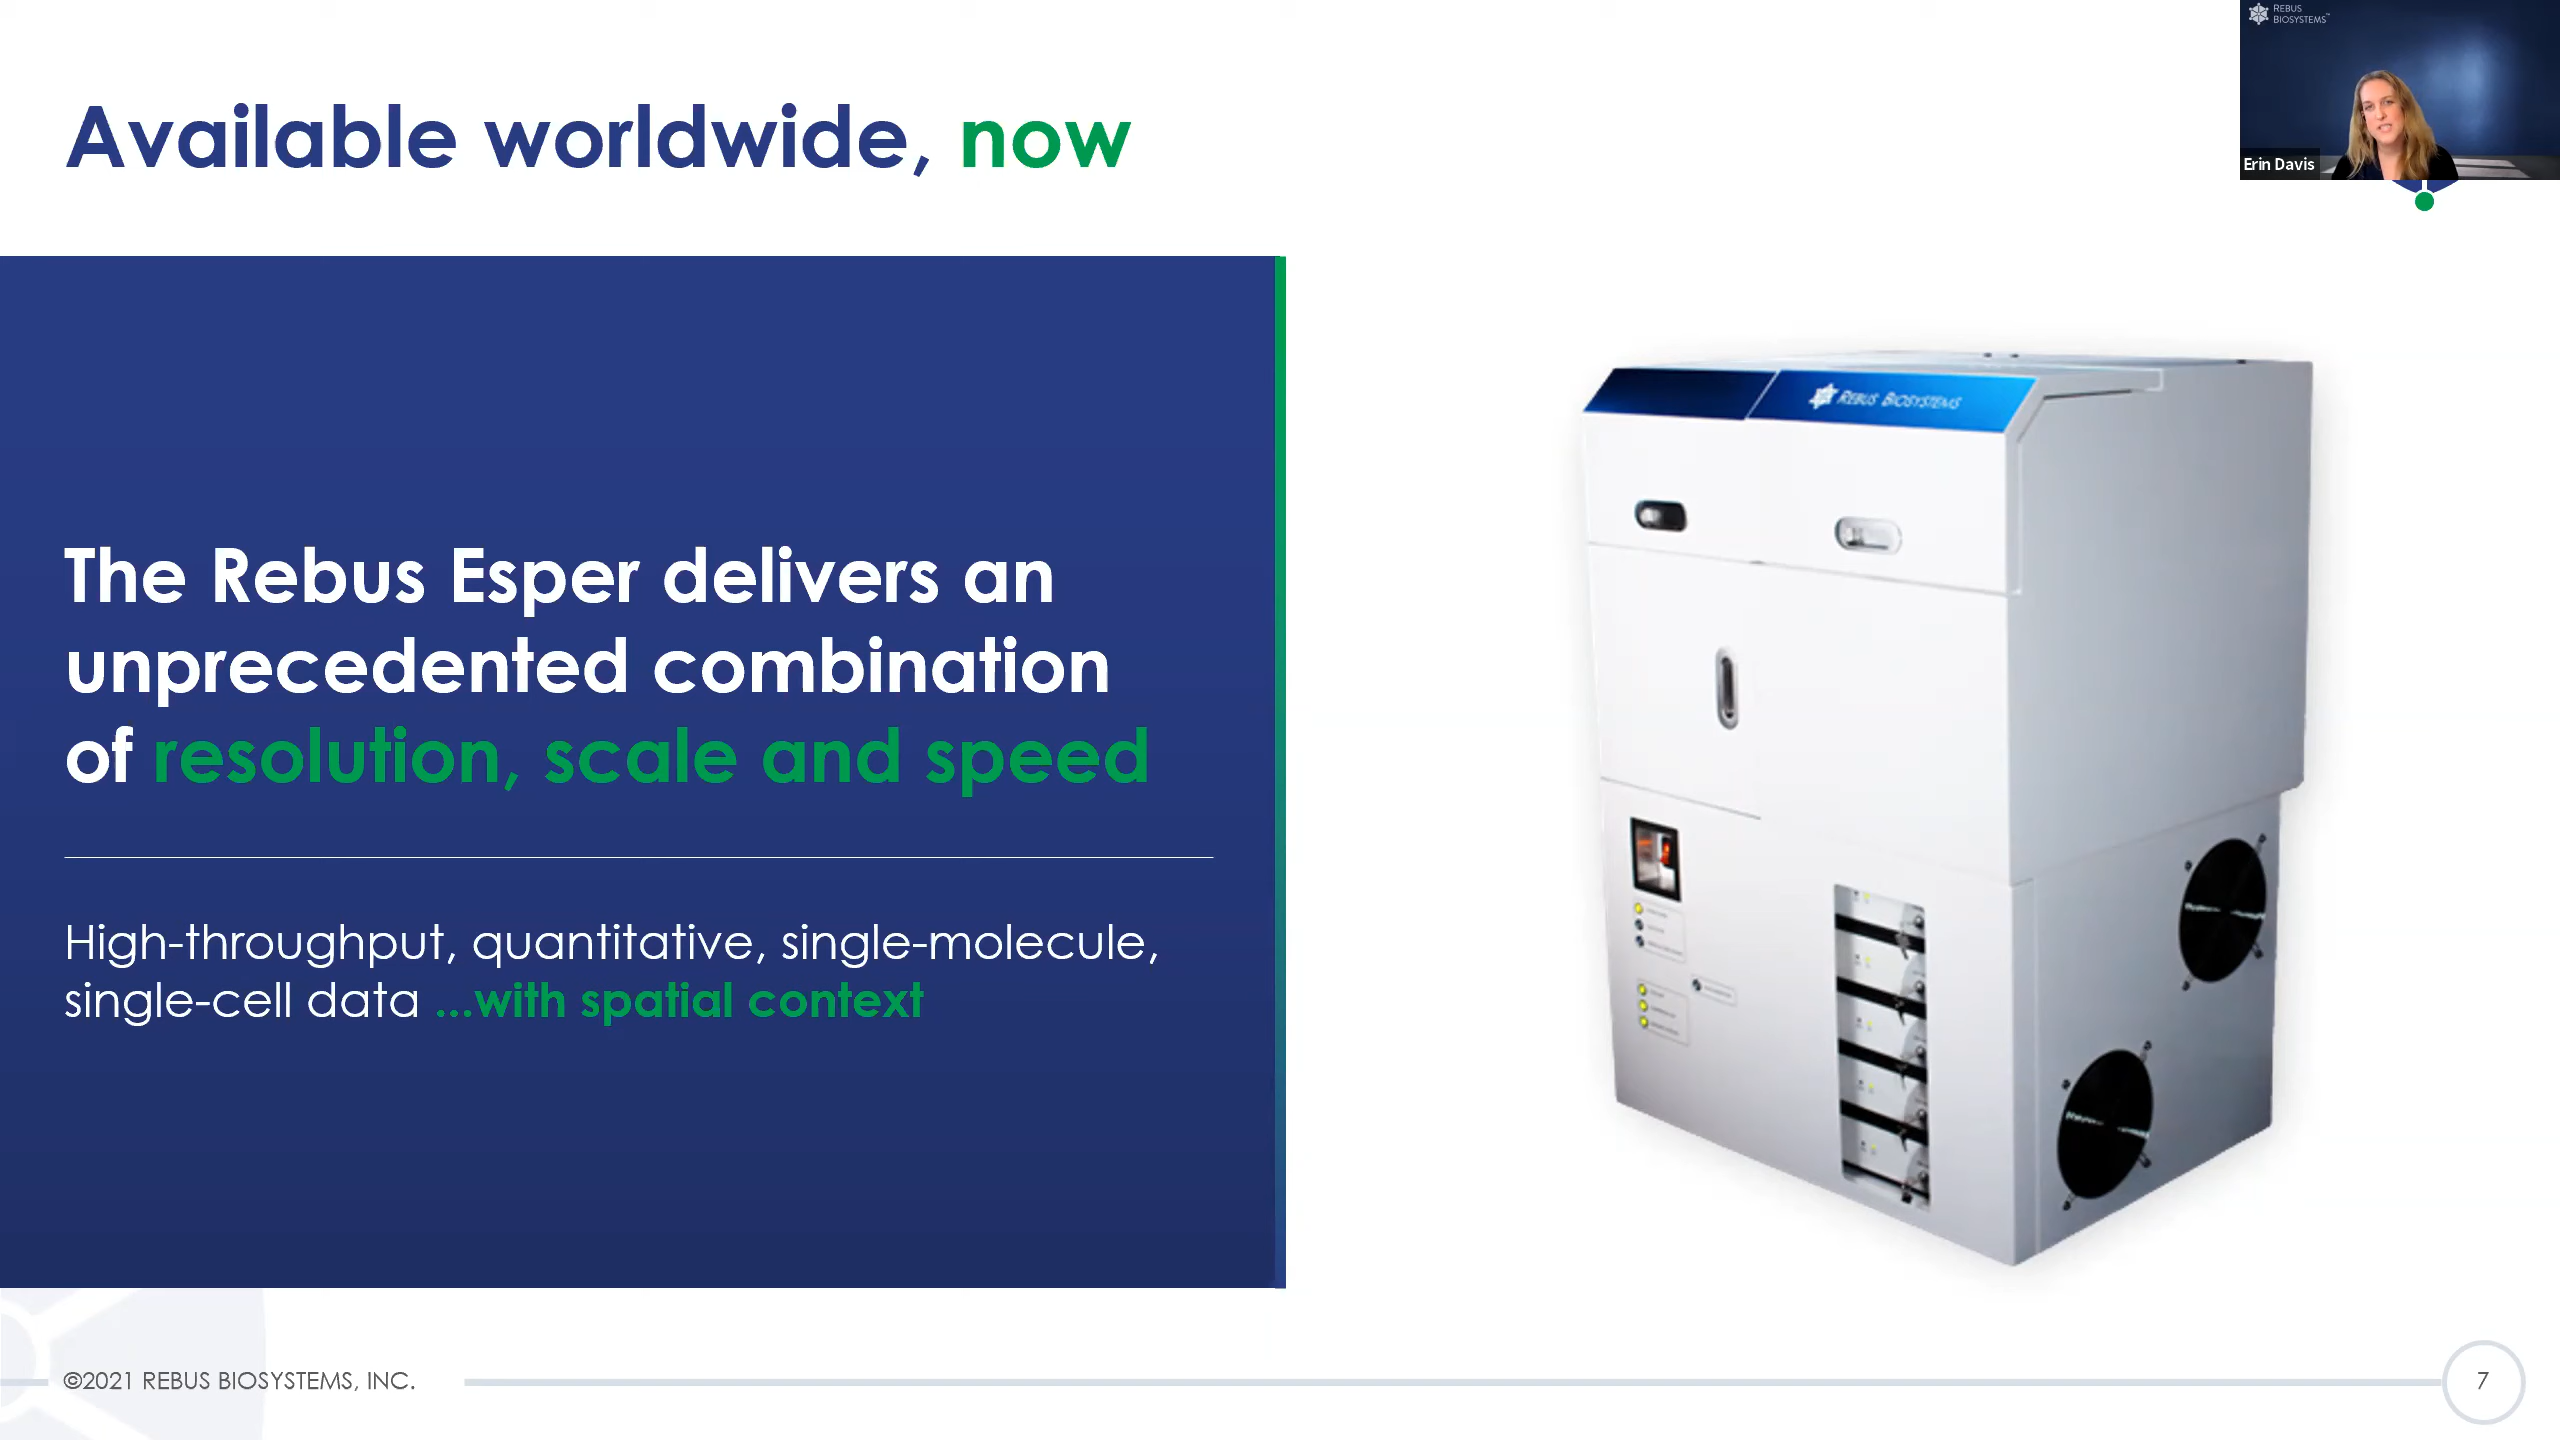 Available worldwide, now
REBUS
BIOSYSTEMS™
Erin Davis
The Rebus Esper delivers an
unprecedented combination
of resolution, scale and speed
High-throughput, quantitative, single-molecule,
single-cell data ...with spatial context
REBUS BIOSYSTEMS
©2021 REBUS BIOSYSTEMS, INC.
7